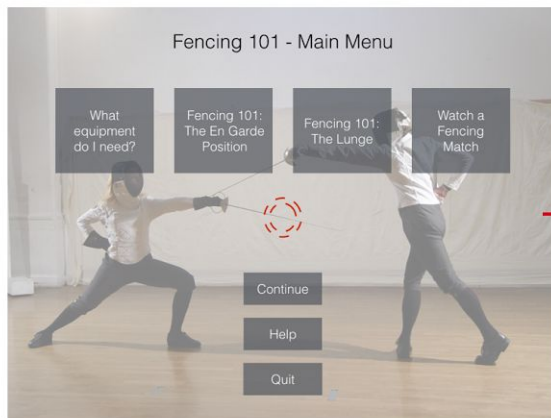 Fencing 101 - Main Menu
What
equipment
do I need?
Fencing 101:
The En Garde
Position
Fencing 101:
The Lunge
Watch a
Fencing
Match
Continue
Help
Quit